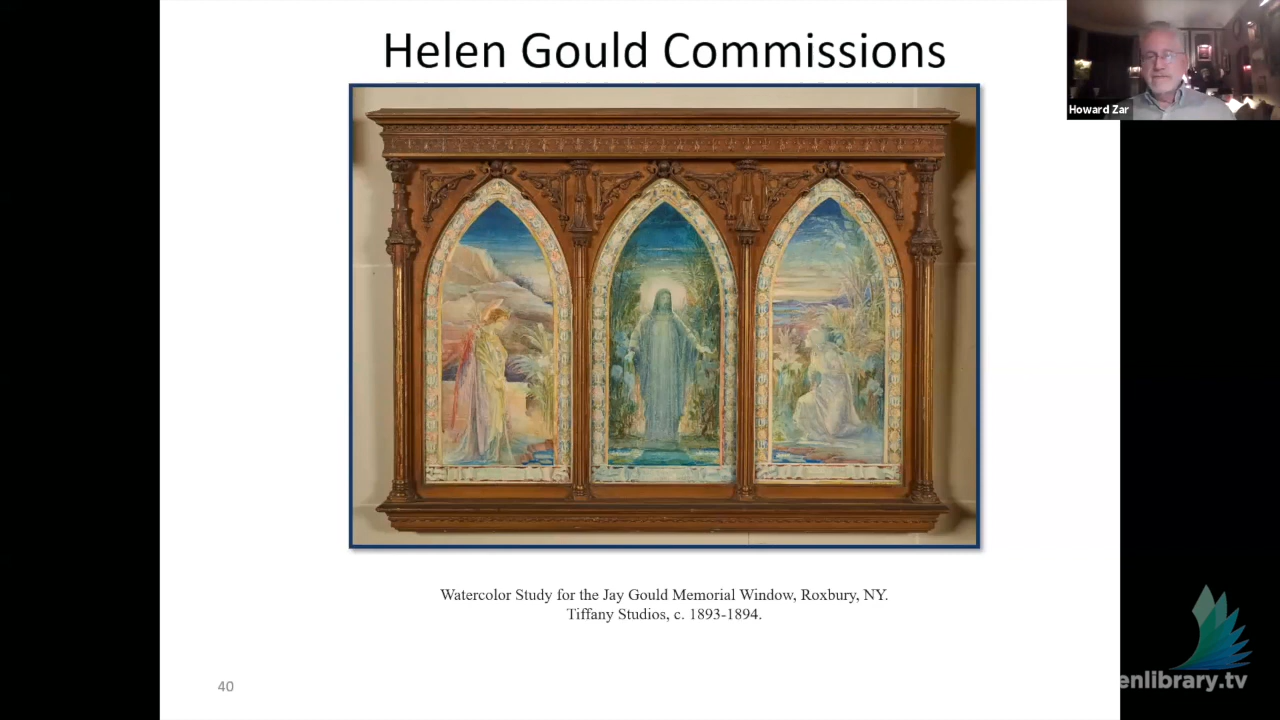 Helen Gould Commissions
Howard Zar
Watercolor Study for the Jay Gould Memorial Window, Roxbury, NY.
Tiffany Studios, c. 1893-1894.
40
enlibrary.tv